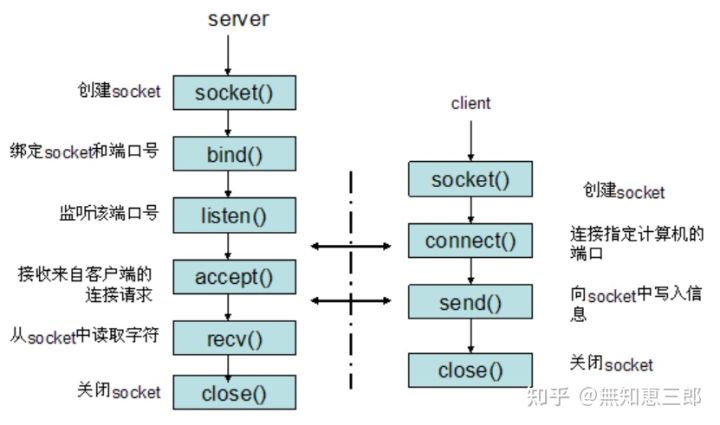 server
创建socket
socket()
绑定socket和端口号
bind()
监听该端口号
listen()
接收来自客户端的
连接请求
accept()
从socket中读取字符
recv()
关闭socket
close()
client
socket()
创建socket
connect()
连接指定计算机的
端口
send()
向socket中写入信
息
close()
关闭socket
知乎 @無知恵三郎